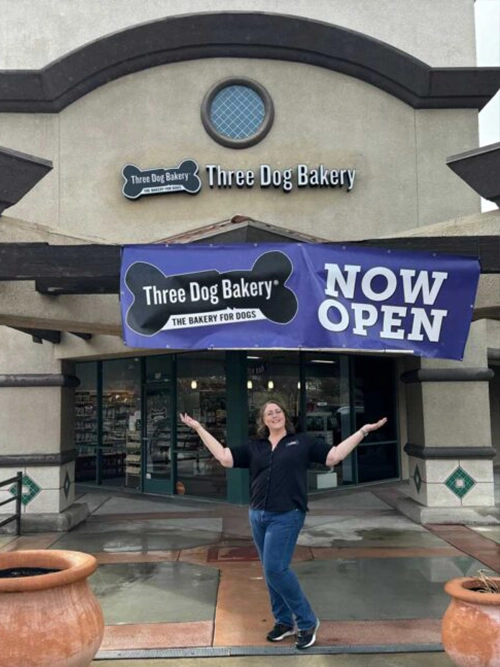 Three Dog Bakery
THE BAKERY FOR DOGS
Three Dog Bakery
Three Dog Bakery®
THE BAKERY FOR DOGS
NOW
OPEN